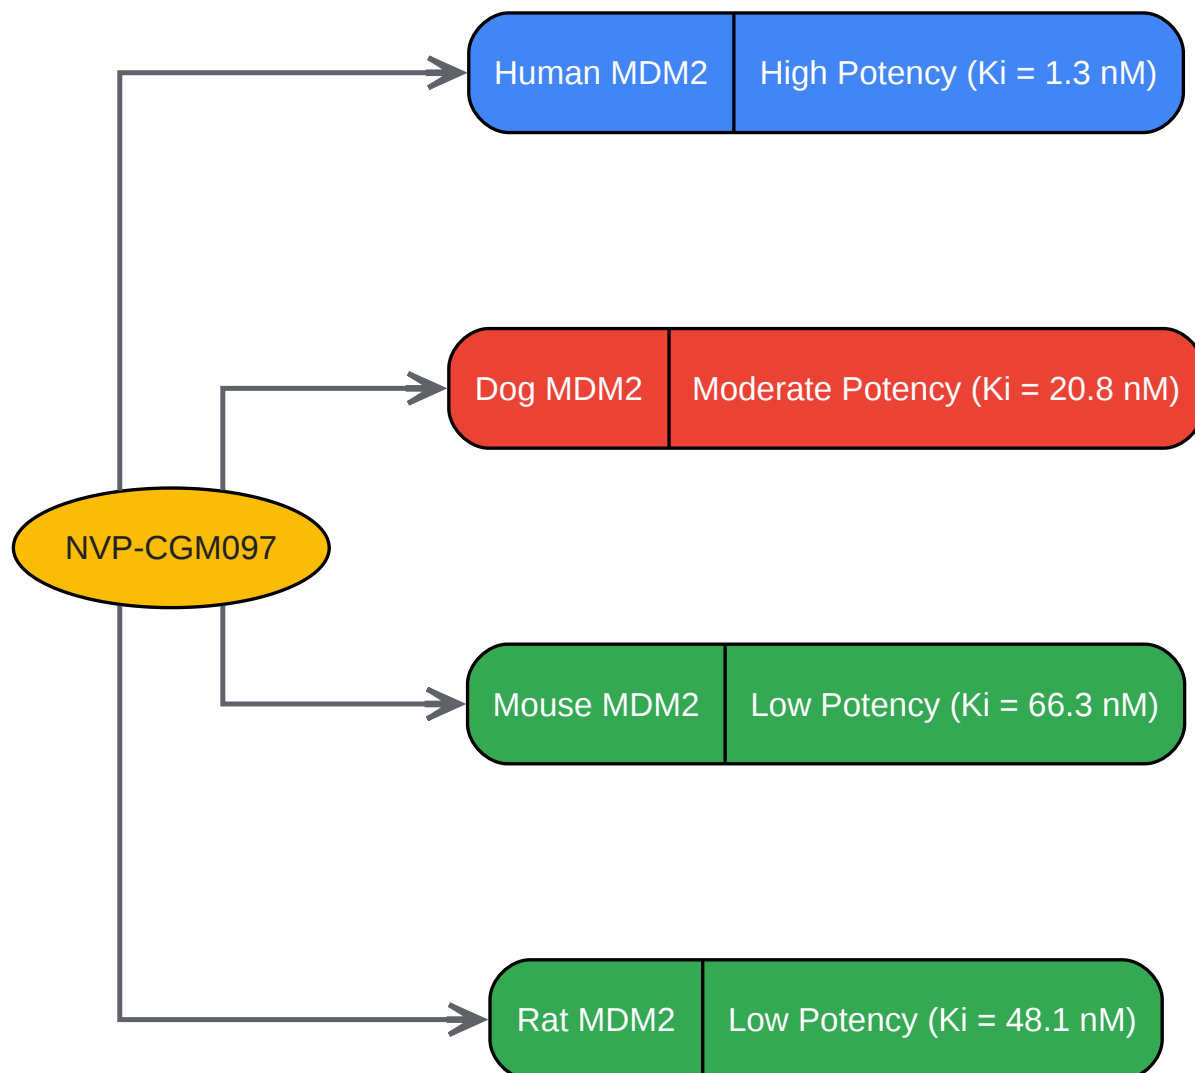 Human MDM2
High Potency (Ki = 1.3 nM)
Dog MDM2
Moderate Potency (Ki = 20.8 nM)
NVP-CGM097
Mouse MDM2
Low Potency (Ki = 66.3 nM)
Rat MDM2
Low Potency (Ki = 48.1 nM)